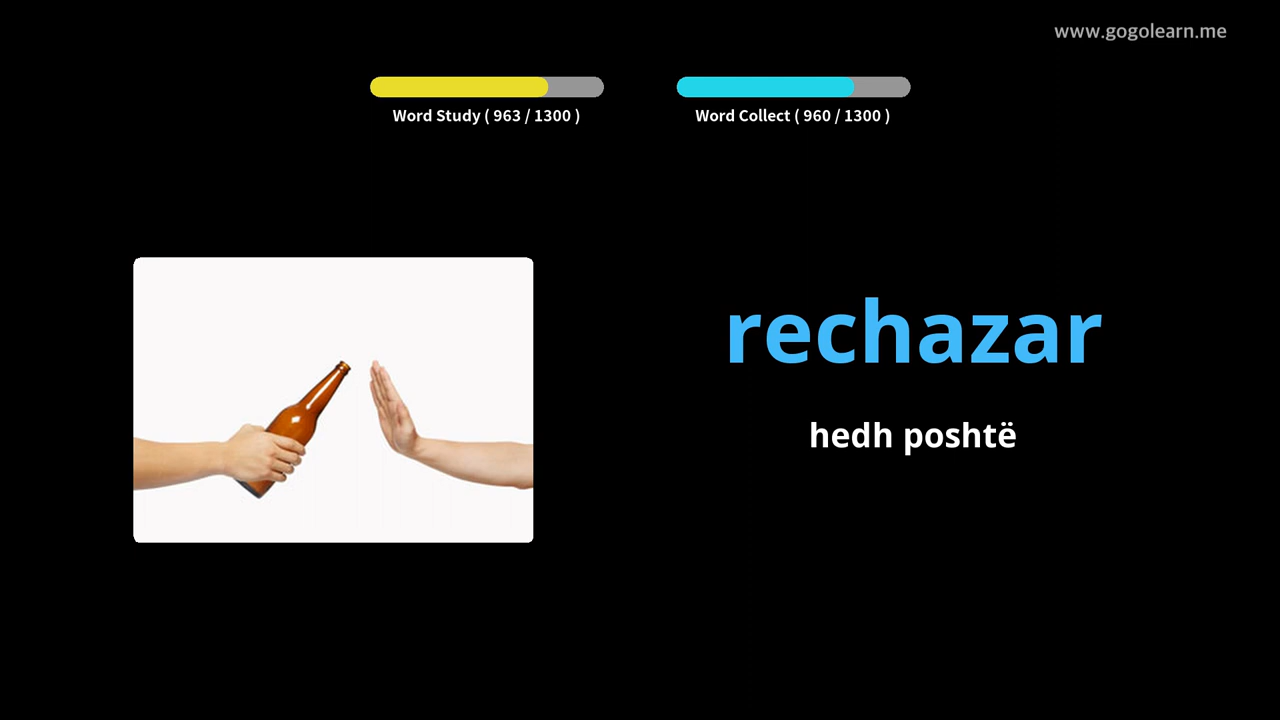 www.gogolearn.me
Word Study ( 963 / 1300 )
Word Collect ( 960 / 1300 )
rechazar
hedh poshtë